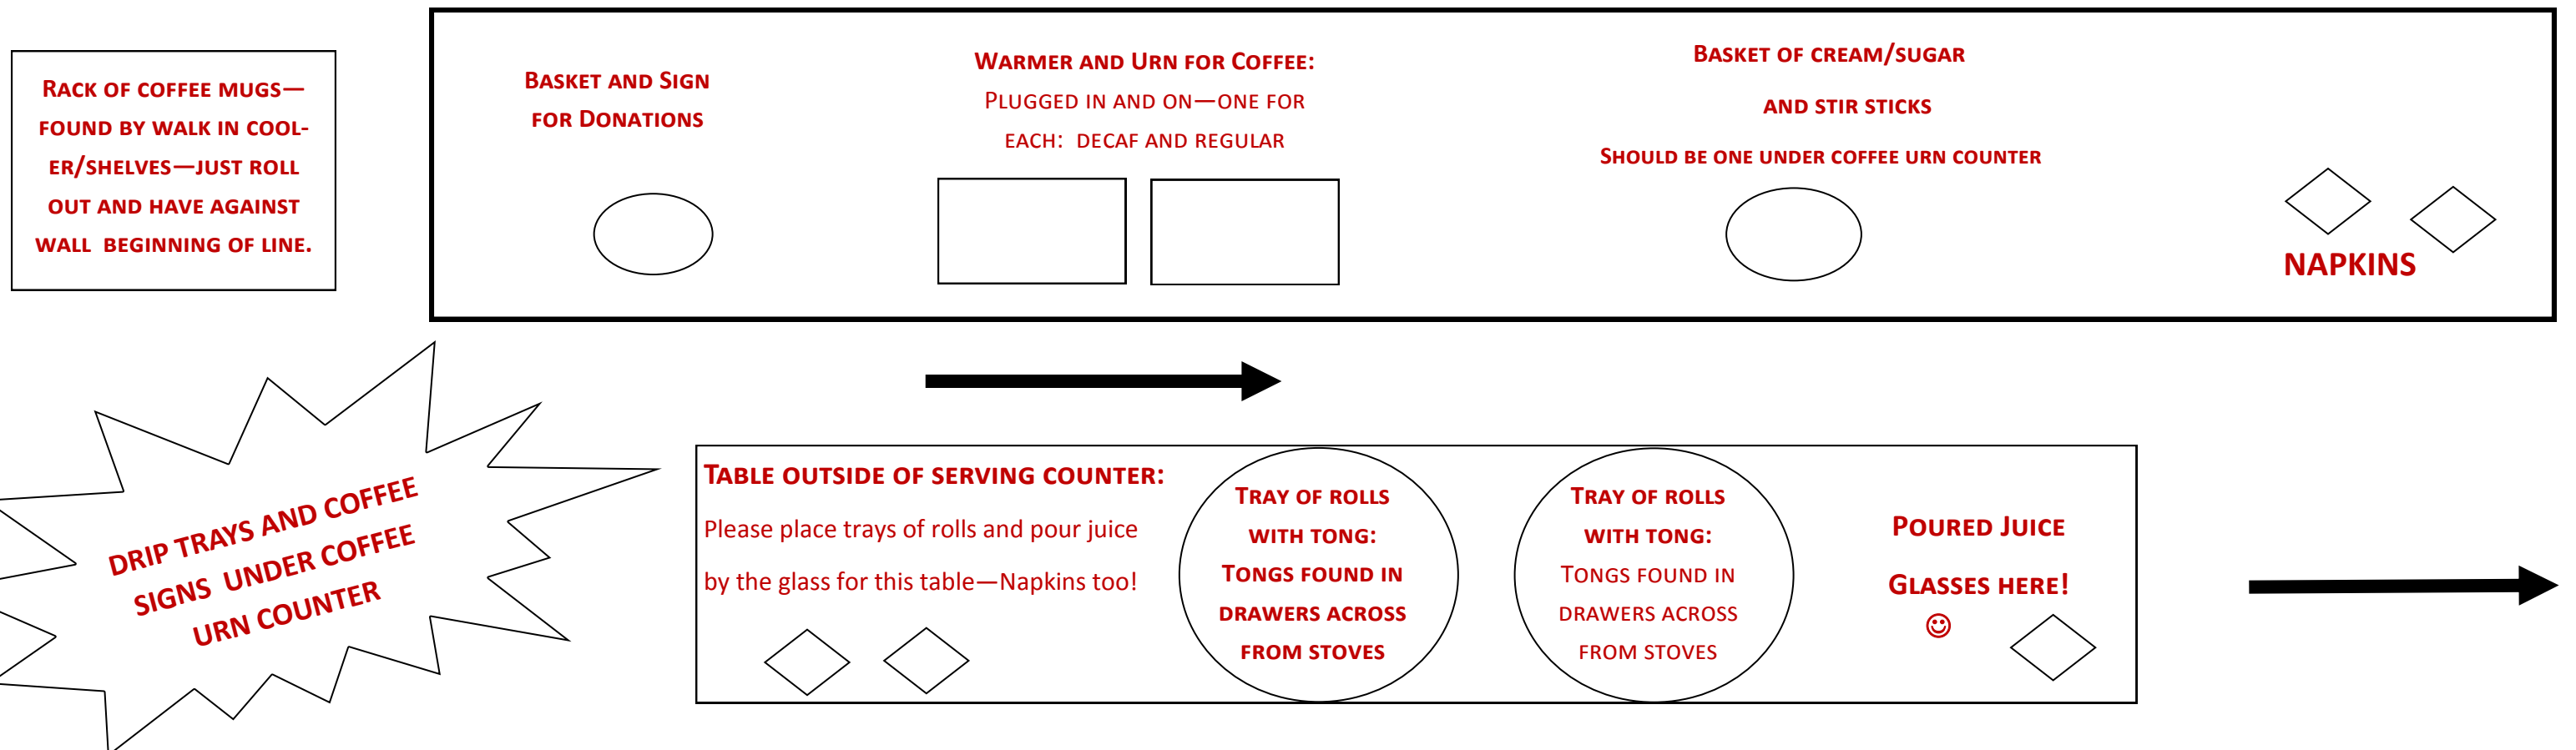 RACK OF COFFEE MUGS—
FOUND BY WALK IN COOL-
ER/SHELVES—JUST ROLL
OUT AND HAVE AGAINST
WALL BEGINNING OF LINE.
BASKET AND SIGN
FOR DONATIONS
WARMER AND URN FOR COFFEE:
PLUGGED IN AND ON—ONE FOR
EACH: DECAF AND REGULAR
BASKET OF CREAM/SUGAR
AND STIR STICKS
SHOULD BE ONE UNDER COFFEE URN COUNTER
NAPKINS
DRIP TRAYS AND COFFEE
SIGNS UNDER COFFEE
URN COUNTER
TABLE OUTSIDE OF SERVING COUNTER:
Please place trays of rolls and pour juice
by the glass for this table—Napkins too!
TRAY OF ROLLS
WITH TONG:
TONGS FOUND IN
DRAWERS ACROSS
FROM STOVES
TRAY OF ROLLS
WITH TONG:
TONGS FOUND IN
DRAWERS ACROSS
FROM STOVES
POURED JUICE
GLASSES HERE!
☺